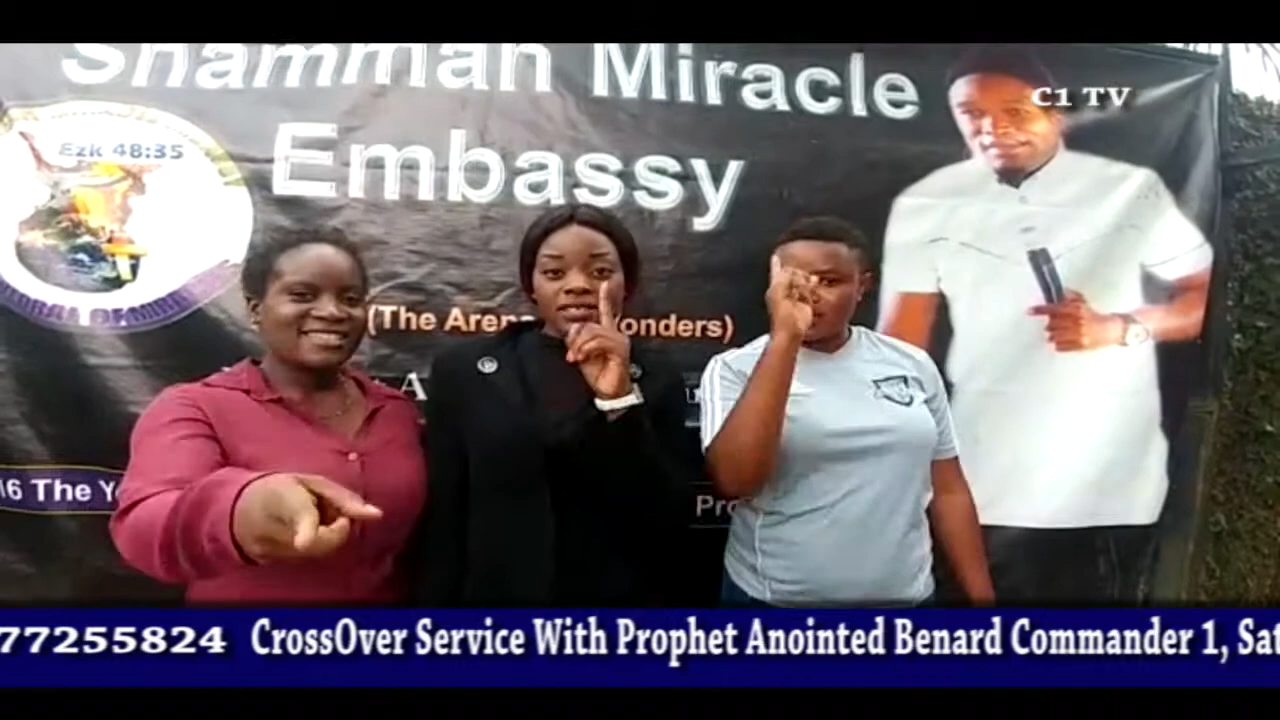 Shammah Miracle
C1 TV
Embassy
Ezk 48:35
(The Arena
onders)
A
16 The Y
Pro
77255824 CrossOver Service With Prophet Anointed Benard Commander 1, Sat